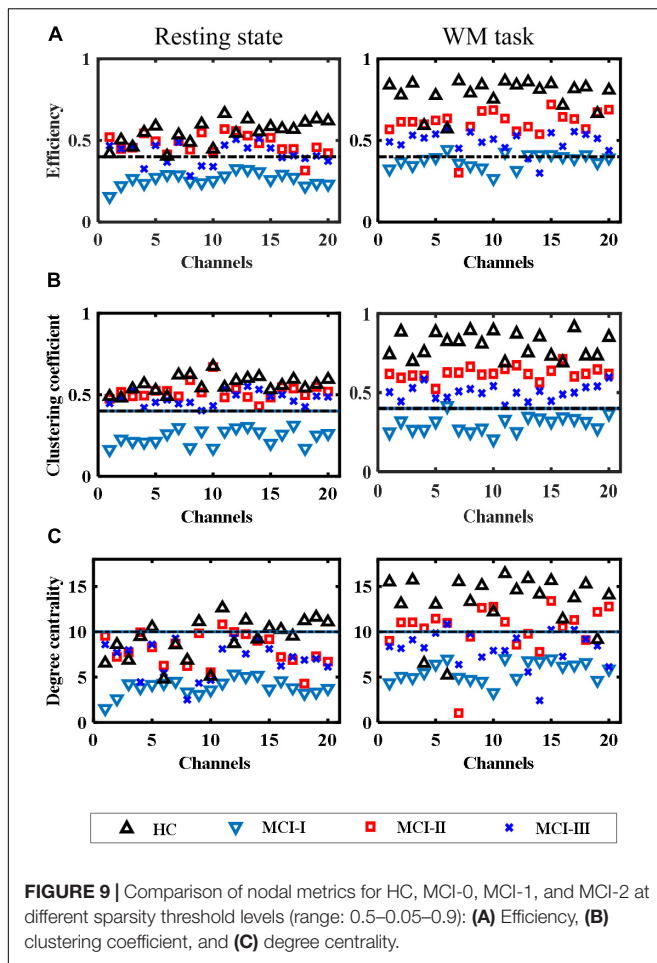 Resting state
WM task
A
Efficiency
1
0.5
0
0 5 10 15 20
Channels
1
0.5
0
0 5 10 15 20
Channels
B
Clustering coefficient
1
0.5
0
0 5 10 15 20
Channels
1
0.5
0
0 5 10 15 20
Channels
C
Degree centrality
15
10
5
0
0 5 10 15 20
Channels
15
10
5
0
0 5 10 15 20
Channels
HC MCI-I MCI-II MCI-III
FIGURE 9 | Comparison of nodal metrics for HC, MCI-0, MCI-1, and MCI-2 at
different sparsity threshold levels (range: 0.5–0.05–0.9): (A) Efficiency, (B)
clustering coefficient, and (C) degree centrality.